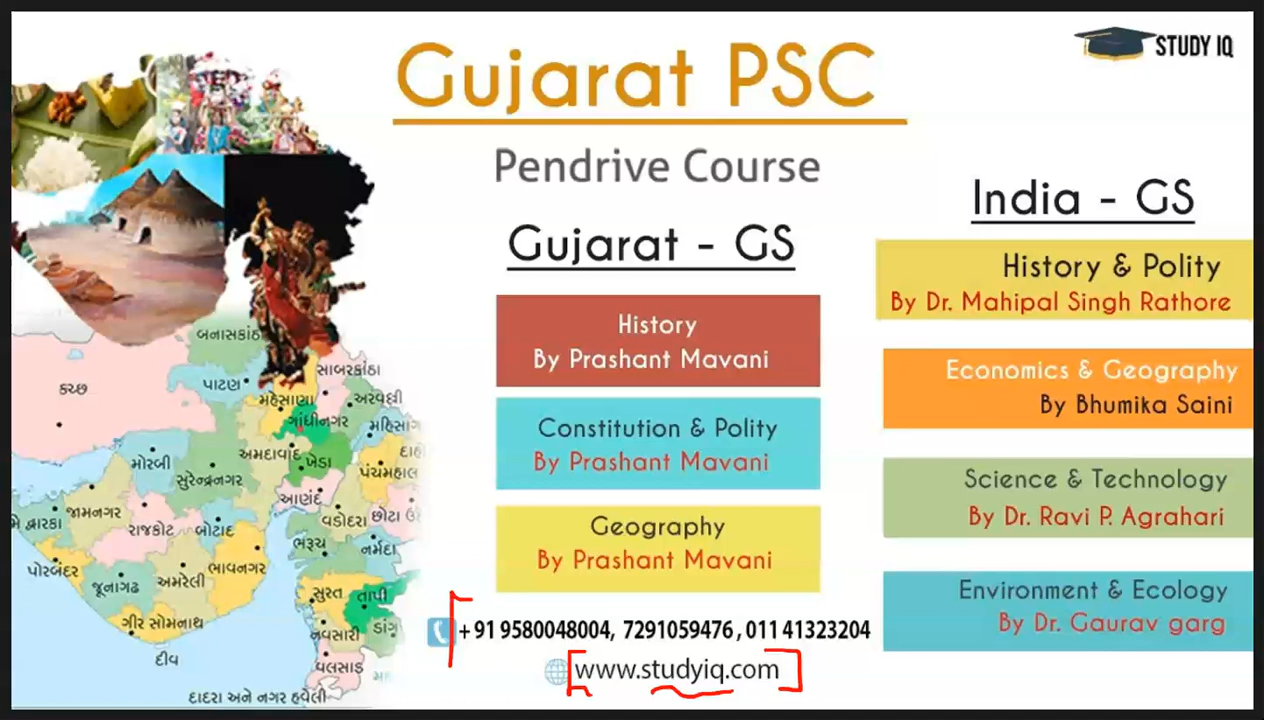 STUDY IQ
Gujarat PSC
Pendrive Course
Gujarat - GS
History
By Prashant Mavani
Constitution & Polity
By Prashant Mavani
Geography
By Prashant Mavani
India - GS
History & Polity
By Dr. Mahipal Singh Rathore
Economics & Geography
By Bhumika Saini
Science & Technology
By Dr. Ravi P. Agrahari
Environment & Ecology
By Dr. Gaurav garg
+91 9580048004, 7291059476, 011 41323204
www.studyiq.com
બનાસકાંઠા
કચ્છ
પાટણ
સાબરકાંઠા
મહેસાણા
અરવલ્લી
ગાંધીનગર
મહિસાગ
મોરબી
અમદાવાદ
ખેડા
દાહ
સુરેન્દ્રનગર
પંચમહાલ
આણંદ
જામનગર
દ્વારકા
રાજકોટ
બોટાદ
વડોદરા
છોટા ઉ
ભરૂચ
નર્મદા
પોરબંદર
જૂનાગઢ
અમરેલી
ભાવનગર
સુરત
તાપી
ગીર સોમનાથ
નવસારી
ડાંગ
દીવ
વલસાડ
દાદરા અને નગર હવેલી